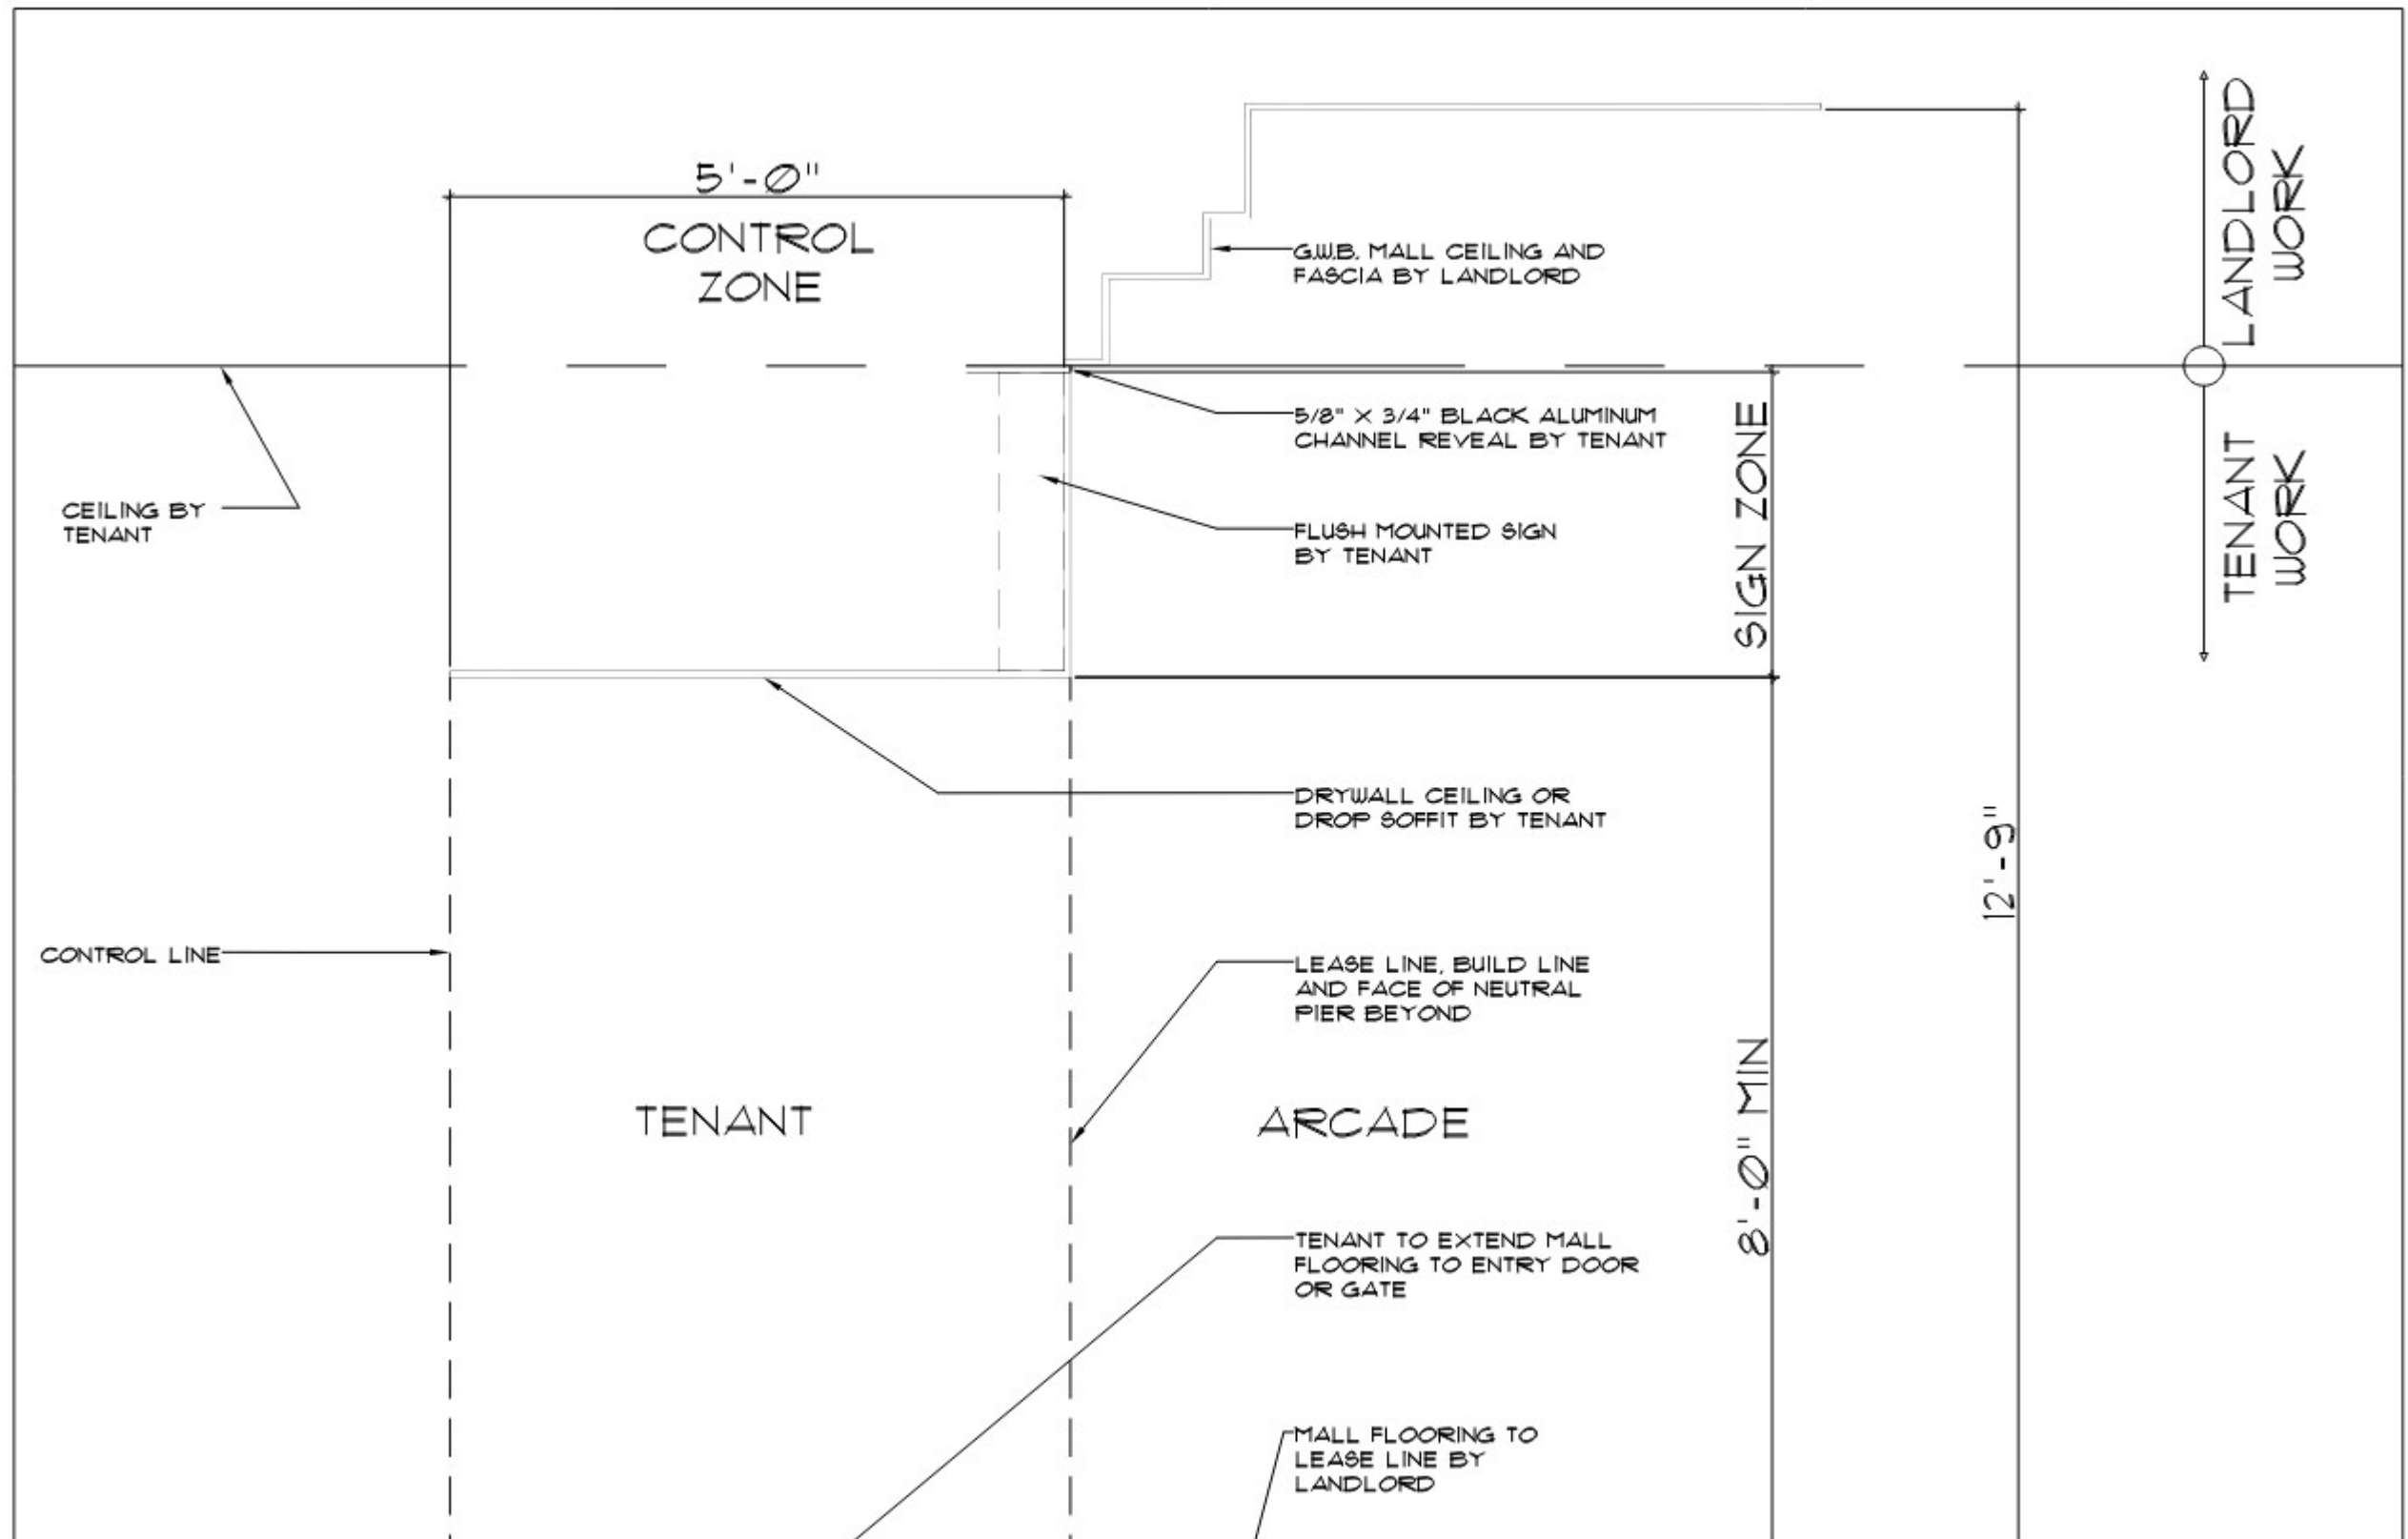 5'-0"
CONTROL
ZONE
G.W.B. MALL CEILING AND
FASCIA BY LANDLORD
LANDLORD
WORK
5/8" X 3/4" BLACK ALUMINUM
CHANNEL REVEAL BY TENANT
SIGN ZONE
TENANT
WORK
CEILING BY
TENANT
FLUSH MOUNTED SIGN
BY TENANT
DRYWALL CEILING OR
DROP SOFFIT BY TENANT
12'-9"
CONTROL LINE
LEASE LINE, BUILD LINE
AND FACE OF NEUTRAL
PIER BEYOND
TENANT
ARCADE
8'-0" MIN
TENANT TO EXTEND MALL
FLOORING TO ENTRY DOOR
OR GATE
MALL FLOORING TO
LEASE LINE BY
LANDLORD